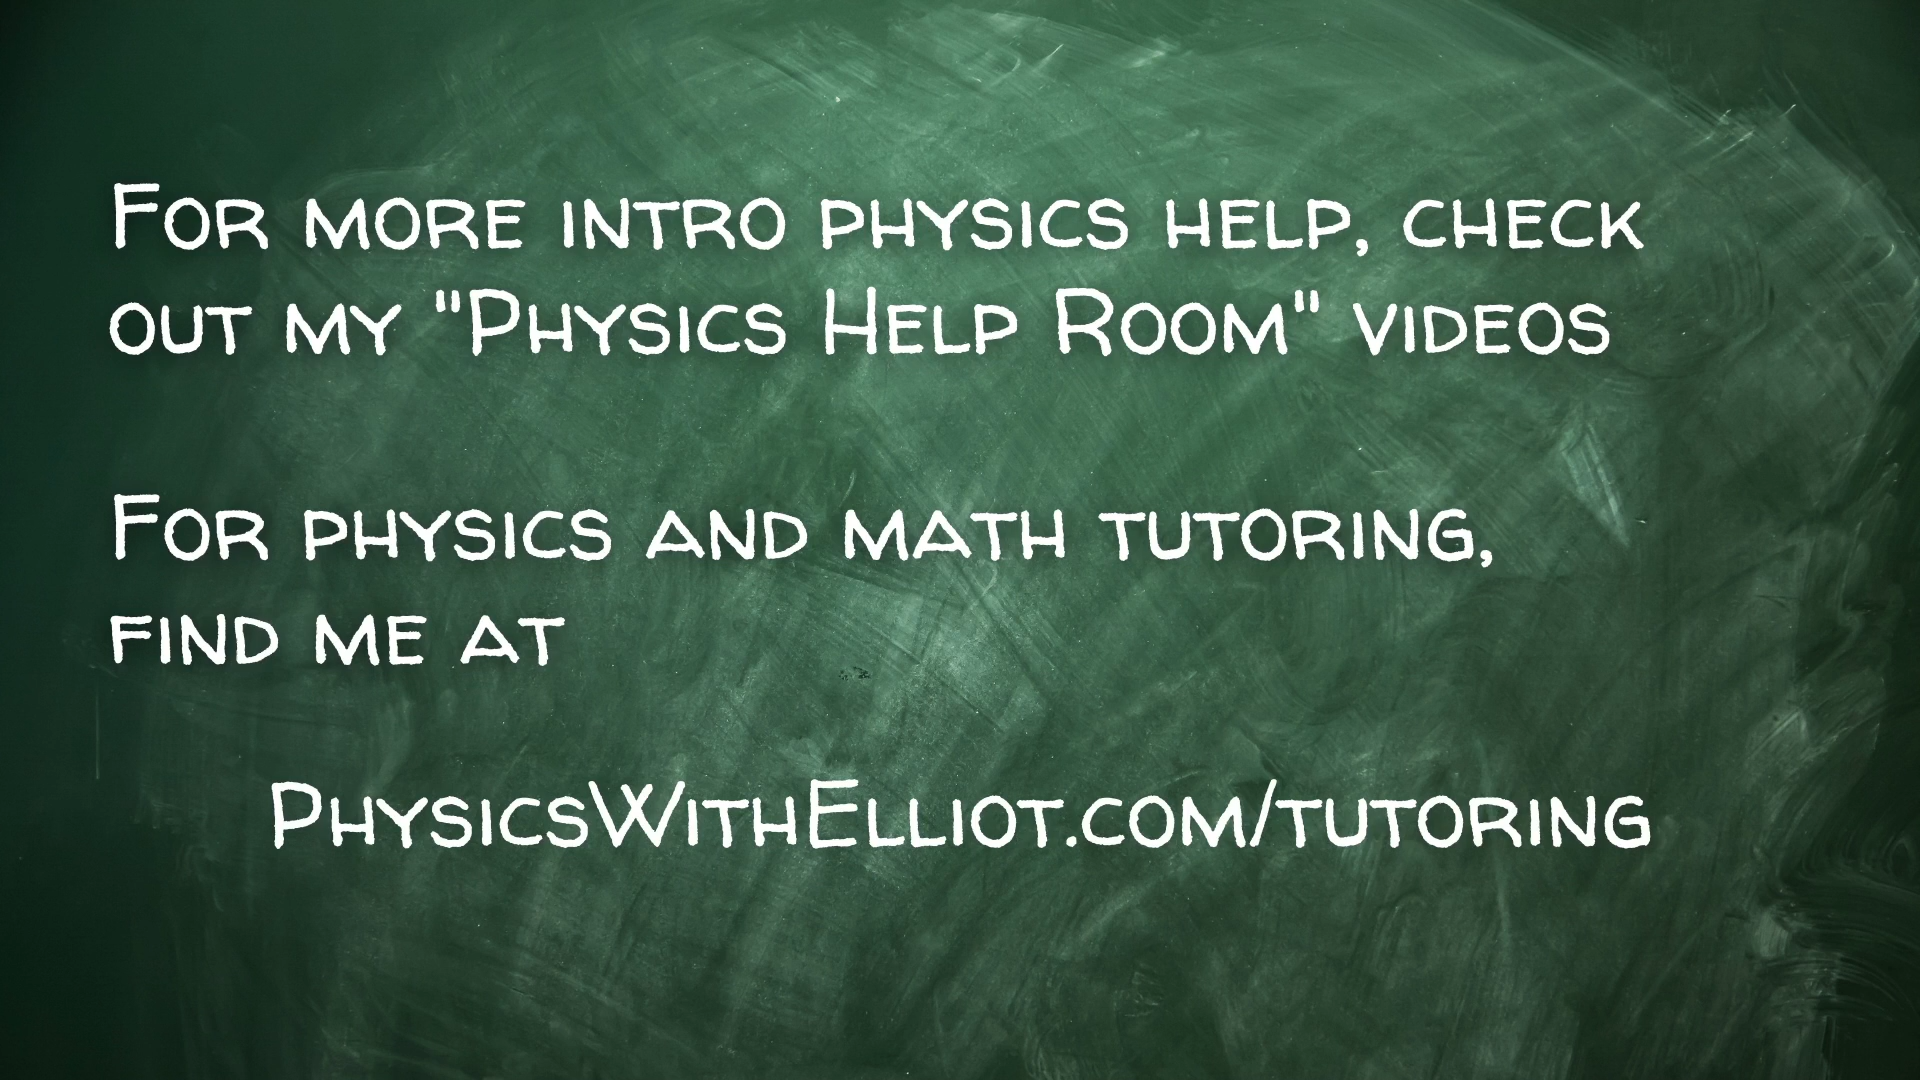 For more intro physics help, check
out my "Physics Help Room" videos
For physics and math tutoring,
find me at
PhysicsWithElliot.com/tutoring